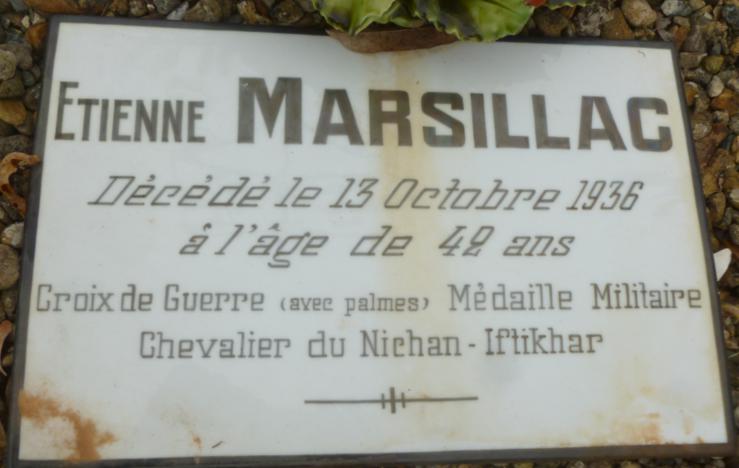 ETIENNE MARSILLAC
Décédé le 13 Octobre 1936
à l'âge de 42 ans
Croix de Guerre (avec palmes) Médaille Militaire
Chevalier du Nichan-Iftikhar